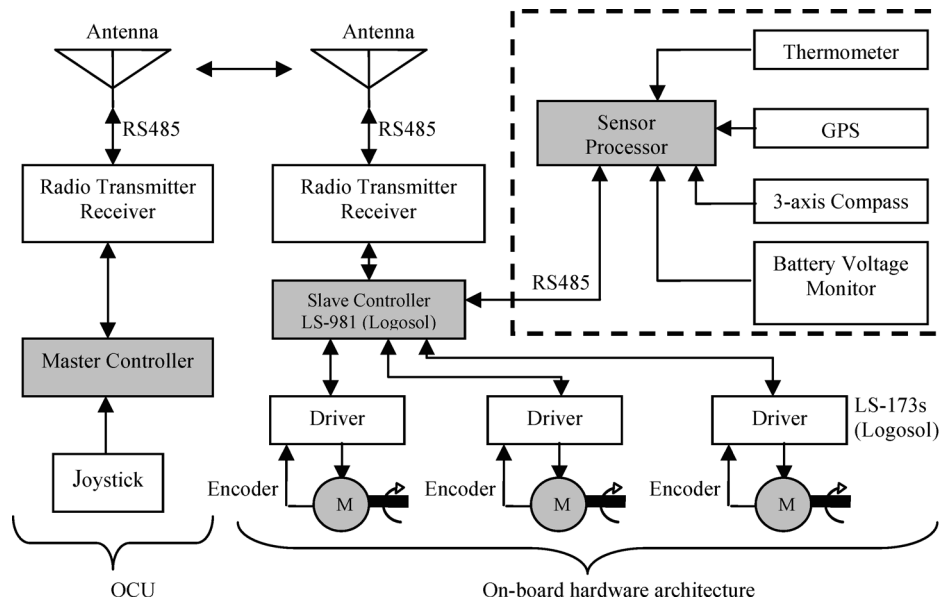 Antenna
Antenna
RS485
RS485
Radio Transmitter
Receiver
Radio Transmitter
Receiver
Thermometer
Sensor
Processor
GPS
3-axis Compass
Battery Voltage
Monitor
RS485
Slave Controller
LS-981 (Logosol)
Master Controller
Joystick
Driver
Driver
Driver
LS-173s
(Logosol)
Encoder
M
Encoder
M
Encoder
M
OCU
On-board hardware architecture